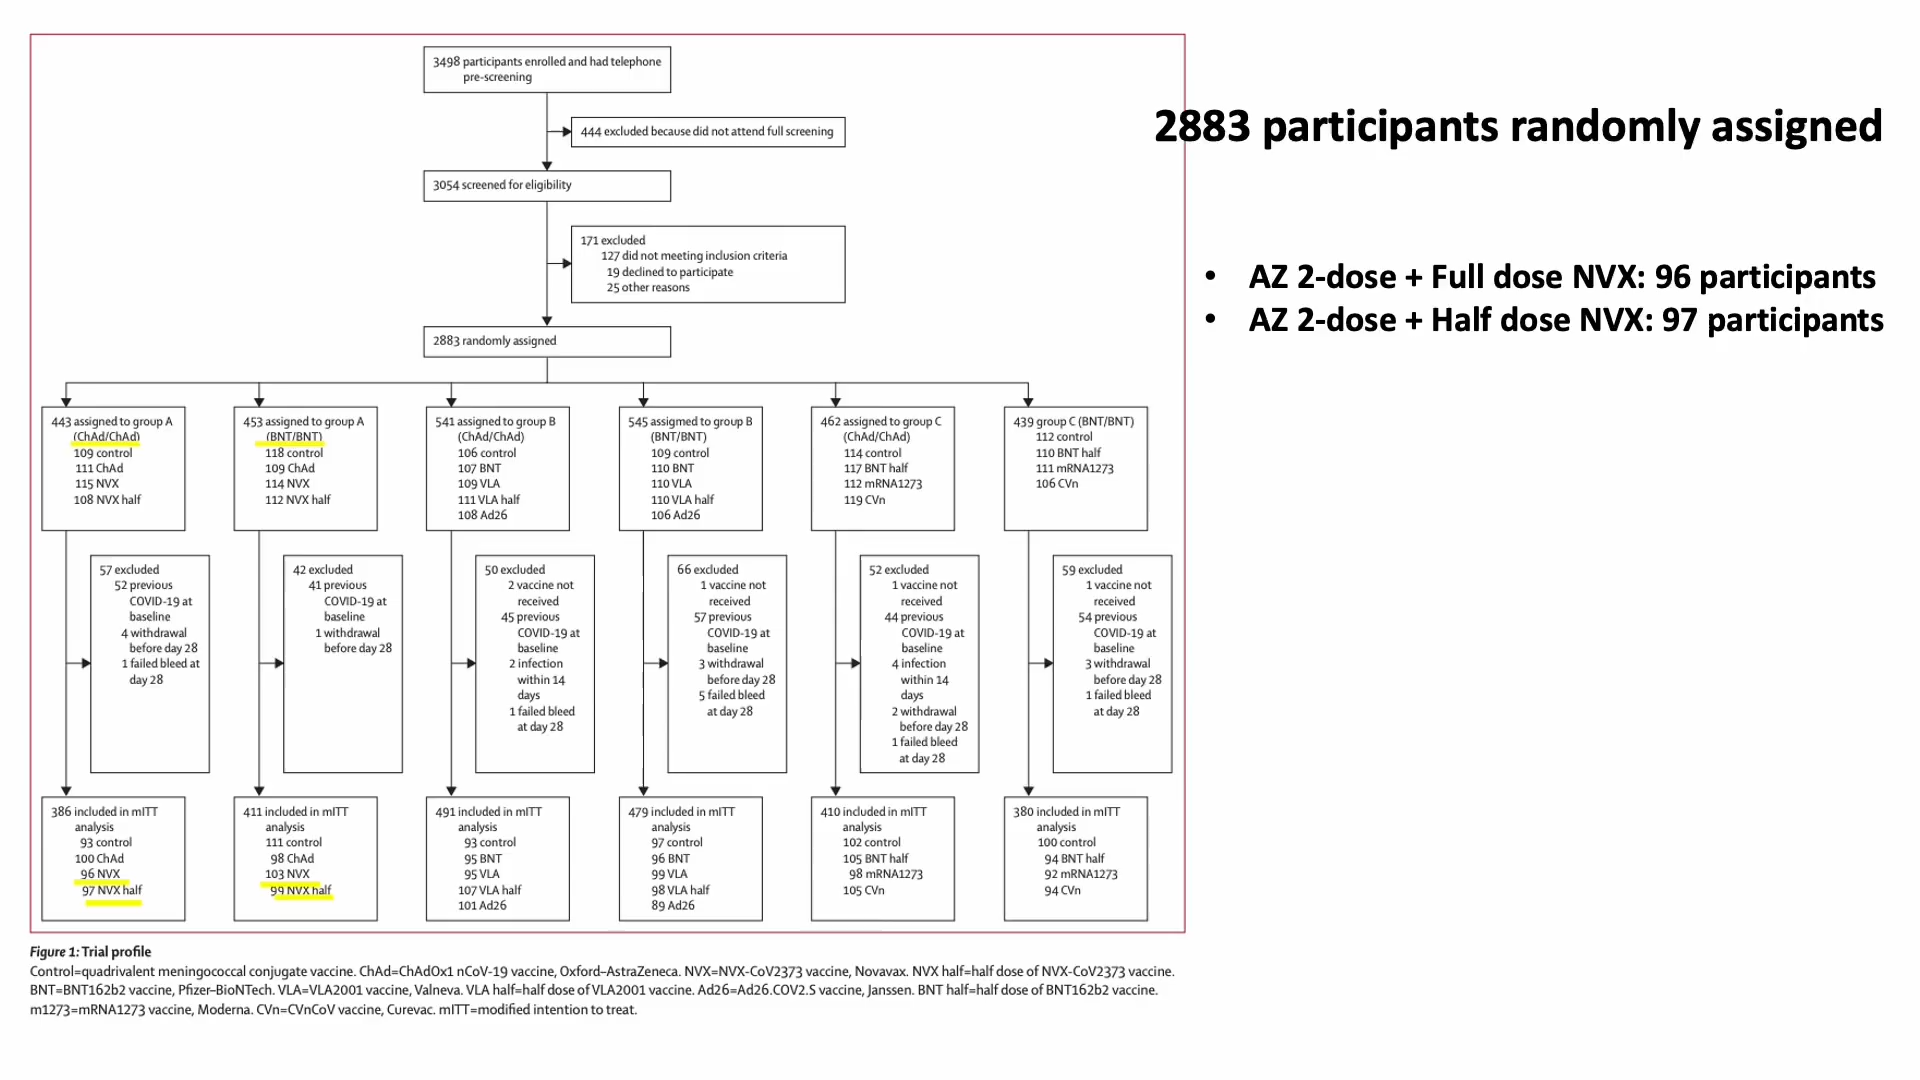 3498 participants enrolled and had telephone
pre-screening
444 excluded because did not attend full screening
3054 screened for eligibility
171 excluded
127 did not meeting inclusion criteria
19 declined to participate
25 other reasons
2883 randomly assigned
443 assigned to group A
(ChAd/ChAd)
109 control
111 ChAd
115 NVX
108 NVX half
453 assigned to group A
(BNT/BNT)
118 control
109 ChAd
114 NVX
112 NVX half
541 assigned to group B
(ChAd/ChAd)
106 control
107 BNT
109 VLA
111 VLA half
108 Ad26
545 assigmed to group B
(BNT/BNT)
109 control
110 BNT
110 VLA
110 VLA half
106 Ad26
462 assigned to group C
(ChAd/ChAd)
114 control
117 BNT half
112 mRNA1273
119 CVn
439 group C (BNT/BNT)
112 control
110 BNT half
111 mRNA1273
106 CVn
57 excluded
52 previous
COVID-19 at
baseline
4 withdrawal
before day 28
1 failed bleed at
day 28
42 excluded
41 previous
COVID-19 at
baseline
1 withdrawal
before day 28
50 excluded
2 vaccine not
received
45 previous
COVID-19 at
baseline
2 infection
within 14
days
1 failed bleed
at day 28
66 excluded
1 vaccine not
received
57 previous
COVID-19 at
baseline
3 withdrawal
before day 28
5 failed bleed
at day 28
52 excluded
1 vaccine not
received
44 previous
COVID-19 at
baseline
4 infection
within 14
days
2 withdrawal
before day 28
1 failed bleed
at day 28
59 excluded
1 vaccine not
received
54 previous
COVID-19 at
baseline
3 withdrawal
before day 28
1 failed bleed
at day 28
386 included in mITT
analysis
93 control
100 ChAd
96 NVX
97 NVX half
411 included in mITT
analysis
111 control
98 ChAd
103 NVX
99 NVX half
491 included in mITT
analysis
93 control
95 BNT
95 VLA
107 VLA half
101 Ad26
479 included in mITT
analysis
97 control
96 BNT
99 VLA
98 VLA half
89 Ad26
410 included in mITT
analysis
102 control
105 BNT half
98 mRNA1273
105 CVn
380 included in mITT
analysis
100 control
94 BNT half
92 mRNA1273
94 CVn
Figure 1: Trial profile
Control=quadrivalent meningococcal conjugate vaccine. ChAd=ChAdOx1 nCoV-19 vaccine, Oxford–AstraZeneca. NVX=NVX-CoV2373 vaccine, Novavax. NVX half=half dose of NVX-CoV2373 vaccine.
BNT=BNT162b2 vaccine, Pfizer–BioNTech. VLA=VLA2001 vaccine, Valneva. VLA half=half dose of VLA2001 vaccine. Ad26=Ad26.COV2.S vaccine, Janssen. BNT half=half dose of BNT162b2 vaccine.
m1273=mRNA1273 vaccine, Moderna. CVn=CVnCoV vaccine, Curevac. mITT=modified intention to treat.
2883 participants randomly assigned
• AZ 2-dose + Full dose NVX: 96 participants
• AZ 2-dose + Half dose NVX: 97 participants